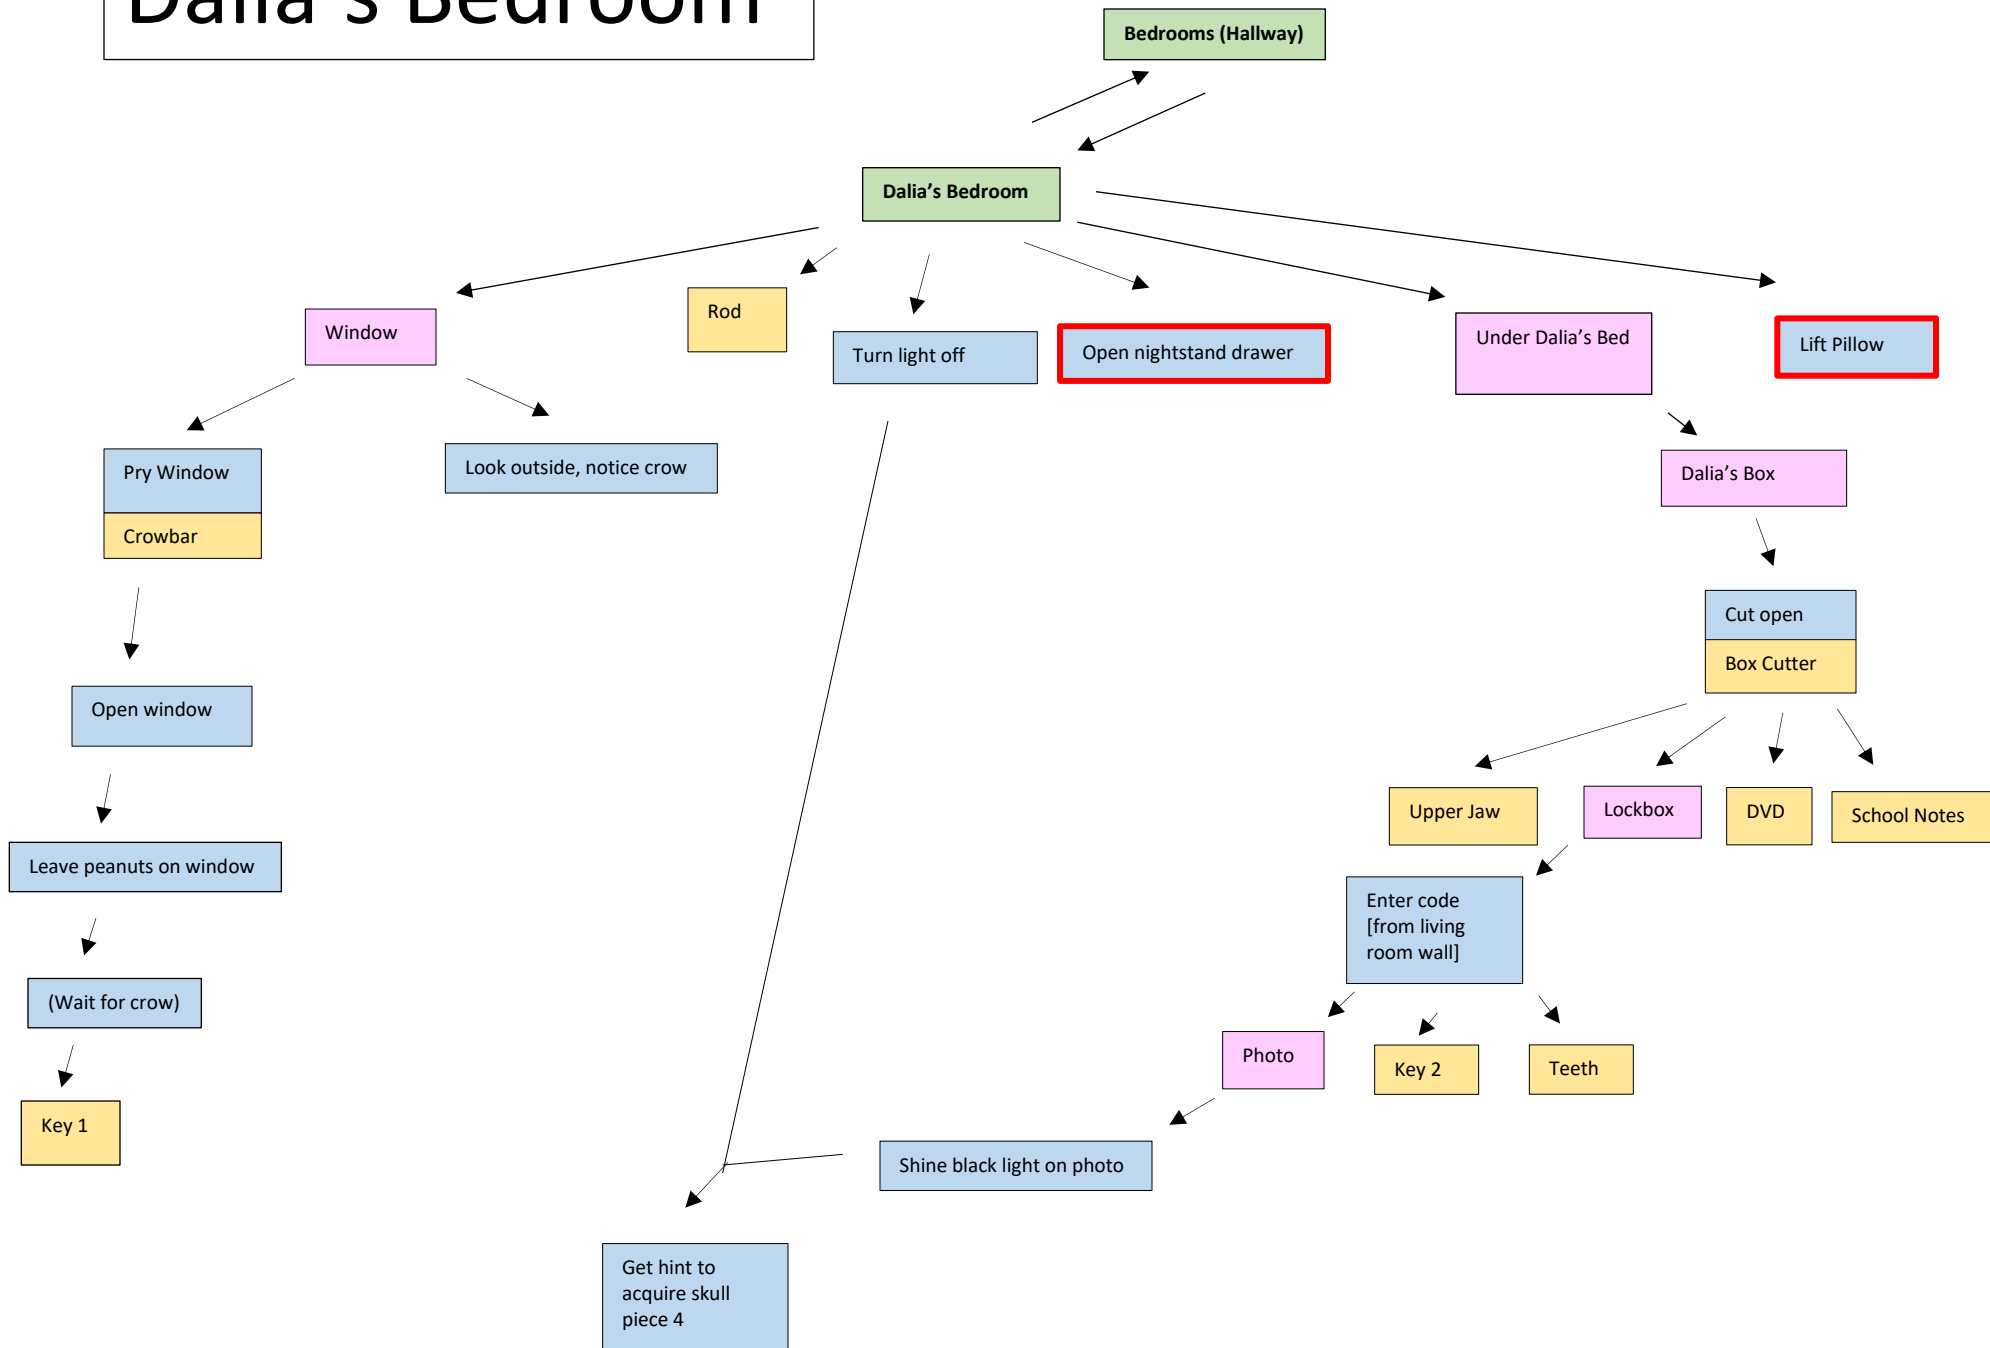 Dalia's Bedroom
Bedrooms (Hallway)
Dalia’s Bedroom
Window
Rod
Turn light off
Open nightstand drawer
Under Dalia’s Bed
Lift Pillow
Pry Window
Crowbar
Look outside, notice crow
Dalia’s Box
Cut open
Box Cutter
Open window
Upper Jaw
Lockbox
DVD
School Notes
Leave peanuts on window
Enter code
[from living
room wall]
(Wait for crow)
Photo
Key 2
Teeth
Key 1
Shine black light on photo
Get hint to
acquire skull
piece 4